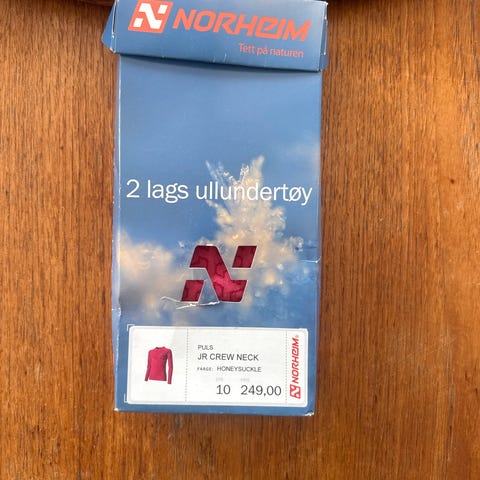 NORHEIM
Tett på naturen
2 lags ullundertøy
PULS
JR CREW NECK
FARGE: HONEYSUCKLE
10 249,00
NORHEIM